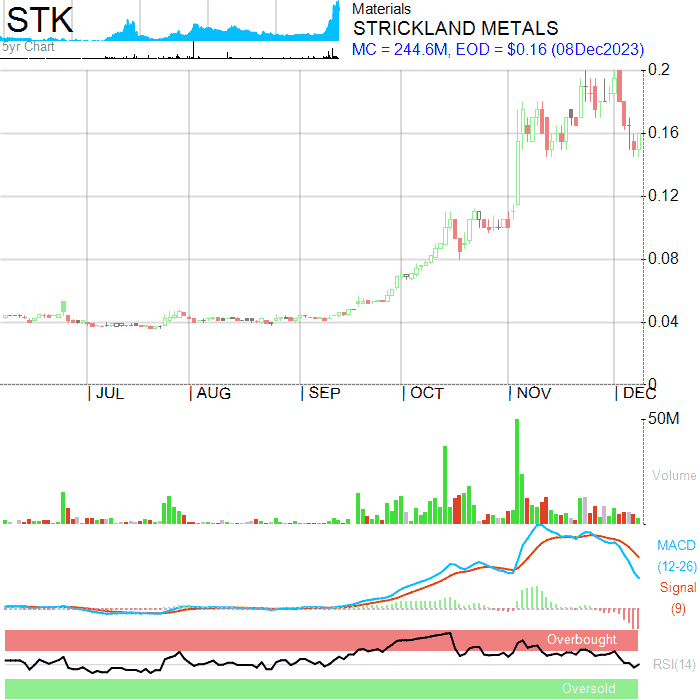 STK
5yr Chart
Materials
STRICKLAND METALS
MC = 244.6M, EOD = $0.16 (08Dec2023)
0.2
0.16
0.12
0.08
0.04
0
JUL AUG SEP OCT NOV DEC
50M
Volume
MACD
(12-26)
Signal
(9)
Overbought
RSI(14)
Oversold